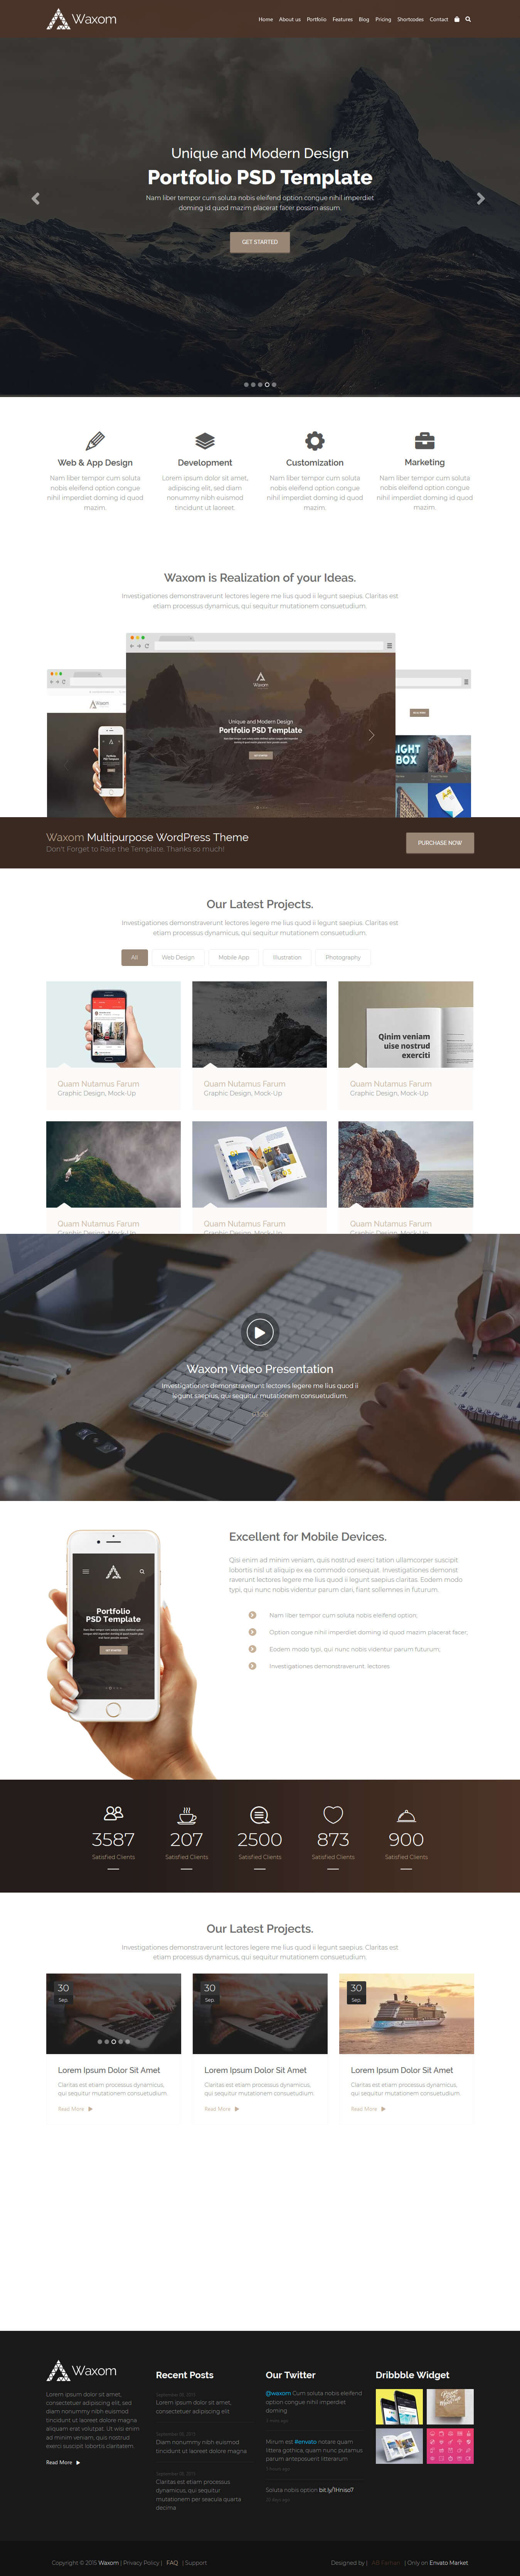 Waxom
Home About us Portfolio Features Blog Pricing Shortcodes Contact
Unique and Modern Design
Portfolio PSD Template
Nam liber tempor cum soluta nobis eleifend option congue nihil imperdiet
doming id quod mazim placerat facer possim assum.
GET STARTED
Web & App Design
Nam liber tempor cum soluta
nobis eleifend option congue
nihil imperdiet doming id quod
mazim.
Development
Lorem ipsum dolor sit amet,
adipiscing elit, sed diam
nonummy nibh euismod
tincidunt ut laoreet.
Customization
Nam liber tempor cum soluta
nobis eleifend option congue
nihil imperdiet doming id quod
mazim.
Marketing
Nam liber tempor cum soluta
nobis eleifend option congue
nihil imperdiet doming id quod
mazim.
Waxom is Realization of your Ideas.
Investigationes demonstraverunt lectores legere me lius quod ii legunt saepius. Claritas est
etiam processus dynamicus, qui sequitur mutationem consuetudium.
Waxom
Waxom
Unique and Modern Design
Portfolio PSD Template
Waxom Multipurpose WordPress Theme
Don't Forget to Rate the Template. Thanks so much!
PURCHASE NOW
Our Latest Projects.
Investigationes demonstraverunt lectores legere me lius quod ii legunt saepius. Claritas est
etiam processus dynamicus, qui sequitur mutationem consuetudium.
All Web Design Mobile App Illustration Photography
Qinim veniam
uise nostrud
exerciti
Quam Nutamus Farum
Graphic Design, Mock-Up
Quam Nutamus Farum
Graphic Design, Mock-Up
Quam Nutamus Farum
Graphic Design, Mock-Up
Quam Nutamus Farum
Graphic Design, Mock-Up
Quam Nutamus Farum
Graphic Design, Mock-Up
Quam Nutamus Farum
Graphic Design, Mock-Up
Waxom Video Presentation
Investigationes demonstraverunt lectores legere me lius quod ii
legunt saepius, qui sequitur mutationem consuetudium.
Portfolio
PSD Template
Excellent for Mobile Devices.
Qisi enim ad minim veniam, quis nostrud exerci tation ullamcorper suscipit
lobortis nisl ut aliquip ex ea commodo consequat. Investigationes demonst
raverunt lectores legere me lius quod ii legunt saepius claritas. Eodem modo
typi, qui nunc nobis videntur parum clari, fiant sollemnes in futurum.
Nam liber tempor cum soluta nobis eleifend option;
Option congue nihil imperdiet doming id quod mazim placerat facer;
Eodem modo typi, qui nunc nobis videntur parum futurum;
Investigationes demonstraverunt lectores
3587
Satisfied Clients
207
Satisfied Clients
2500
Satisfied Clients
873
Satisfied Clients
900
Satisfied Clients
Our Latest Projects.
Investigationes demonstraverunt lectores legere me lius quod ii legunt saepius. Claritas est
etiam processus dynamicus, qui sequitur mutationem consuetudium.
30
Sep.
Lorem Ipsum Dolor Sit Amet
Claritas est etiam processus dynamicus,
qui sequitur mutationem consuetudium.
Read More
30
Sep.
Lorem Ipsum Dolor Sit Amet
Claritas est etiam processus dynamicus,
qui sequitur mutationem consuetudium.
Read More
30
Sep.
Lorem Ipsum Dolor Sit Amet
Claritas est etiam processus dynamicus,
qui sequitur mutationem consuetudium.
Read More
Waxom
Lorem ipsum dolor sit amet,
consectetuer adipiscing elit, sed
diam nonummy nibh euismod
tincidunt ut laoreet dolore magna
aliquam erat volutpat. Ut wisi enim
ad minim veniam, quis nostrud
exerci suscipit lobortis claritatem.
Read More
Recent Posts
Lorem ipsum dolor sit amet,
consectetuer adipiscing elit
Diam nonummy nibh euismod
tincidunt ut laoreet dolore magna
Claritas est etiam processus
dynamicus, qui sequitur
mutationem per seacula quarta
decima
Our Twitter
@waxom Cum soluta nobis eleifend
option congue nihil imperdiet
doming
Mirum est #envato notare quam
littera gothica, quam nunc putamus
parum anteposuerit litterarum
Soluta nobis option bit.ly/1Hniso7
Dribbble Widget
Copyright © 2015 Waxom | Privacy Policy | FAQ | Support
Designed by | | Only on Envato Market